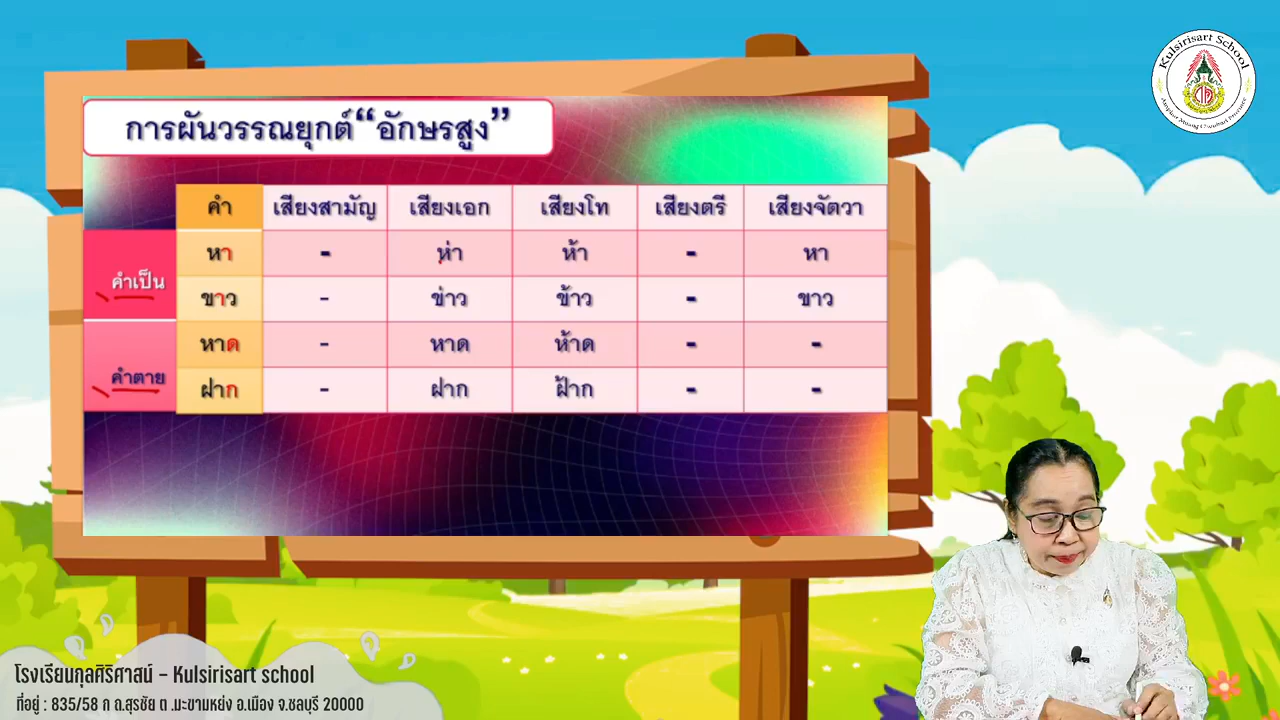 Kulsirisart School
การผันวรรณยุกต์“อักษรสูง”
คำ เสียงสามัญ เสียงเอก เสียงโท เสียงตรี เสียงจัตวา
คำเป็น
หา - ห่า ห้า - หา
ขาว - ข่าว ข้าว - ขาว
คำตาย
หาด - หาด ห้าด - -
ฝาก - ฝาก ฝ้าก - -
โรงเรียนกุลศิริศาสน์ - Kulsirisart school
ที่อยู่ : 835/58 ก ถ.สุรชัย ต .มะขามหย่ง อ.เมือง จ.ชลบุรี 20000